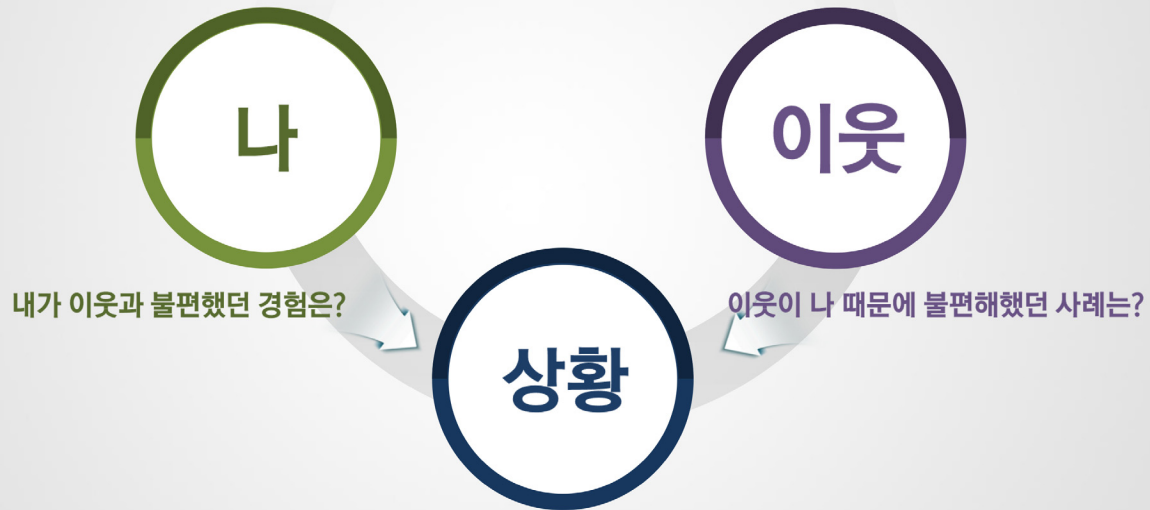 나
이웃
내가 이웃과 불편했던 경험은?
이웃이 나 때문에 불편해했던 사례는?
상황